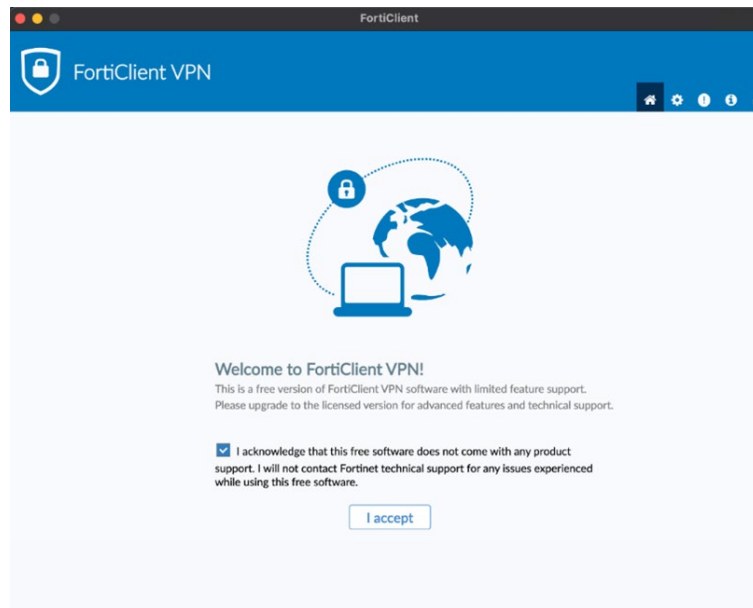 FortiClient
FortiClient VPN
Welcome to FortiClient VPN!
This is a free version of FortiClient VPN software with limited feature support.
Please upgrade to the licensed version for advanced features and technical support.
I acknowledge that this free software does not come with any product
support. I will not contact Fortinet technical support for any issues experienced
while using this free software.
I accept